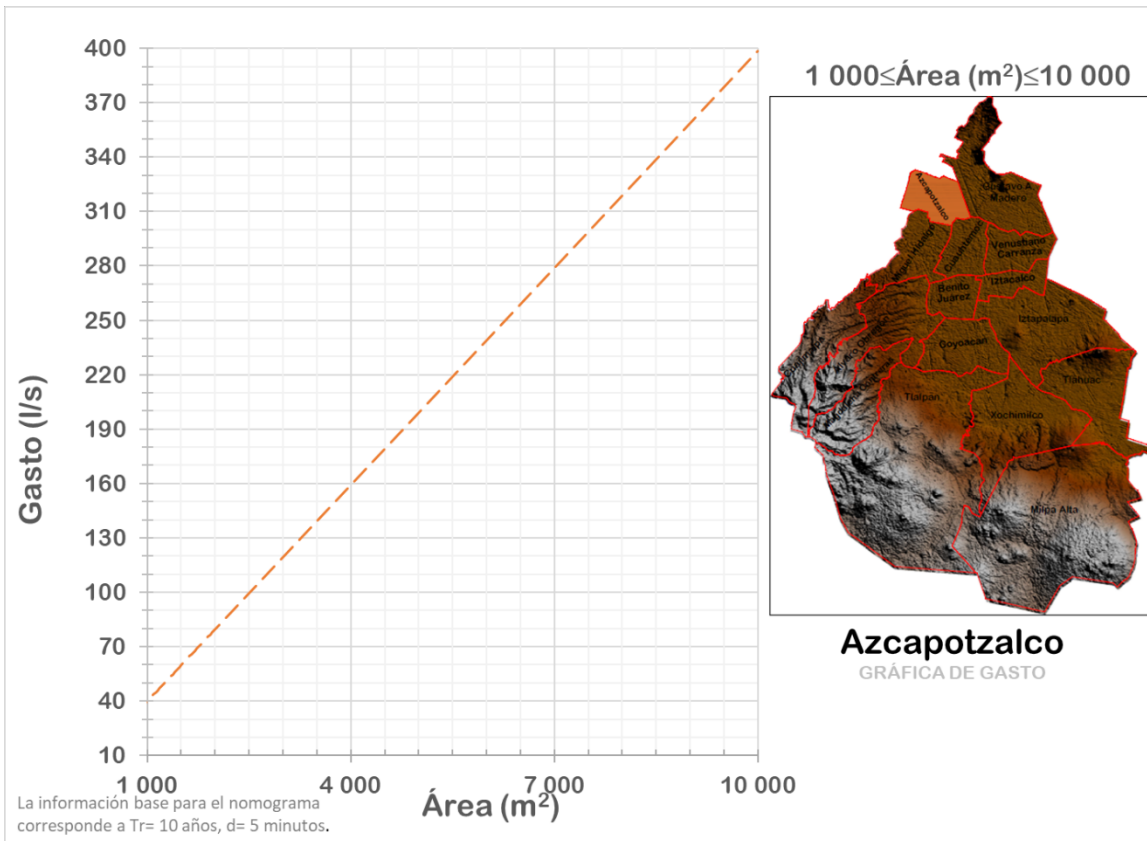 400
370
340
310
280
250
220
190
160
130
100
70
40
10
Gasto (l/s)
1 000
4 000
7 000
10 000
Área (m²)
La información base para el nomograma
corresponde a Tr= 10 años, d= 5 minutos.
1 000≤Área (m²)≤10 000
Azcapotzalco
Gustavo A.
Madero
Miguel Hidalgo
Cuauhtémoc
Venustiano
Carranza
Benito
Juárez
Iztacalco
Iztapalapa
Coyoacán
Tláhuac
Tlalpan
Xochimilco
Milpa Alta
Azcapotzalco
GRÁFICA DE GASTO